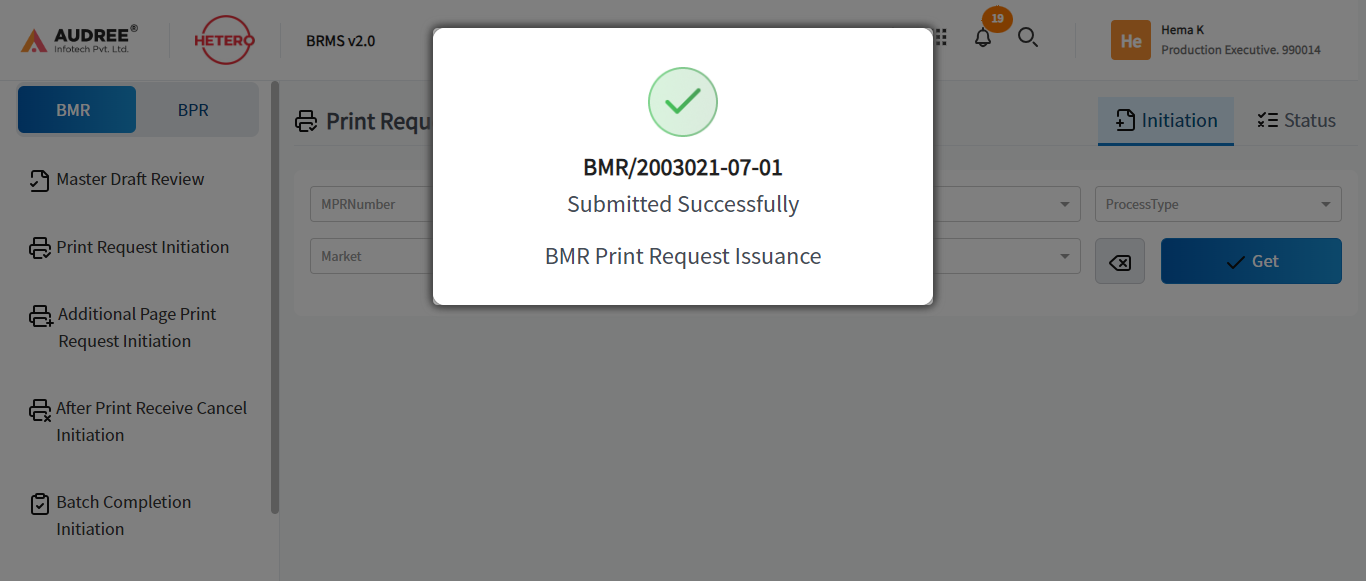 AUDREE®
Infotech Pvt. Ltd.
HETERO
BRMS v2.0
19
He
Hema K
Production Executive. 990014
BMR
BPR
Master Draft Review
Print Request Initiation
Additional Page Print
Request Initiation
After Print Receive Cancel
Initiation
Batch Completion
Initiation
Print Requ
Initiation
Status
MPRNumber
ProcessType
Market
Get
BMR/2003021-07-01
Submitted Successfully
BMR Print Request Issuance